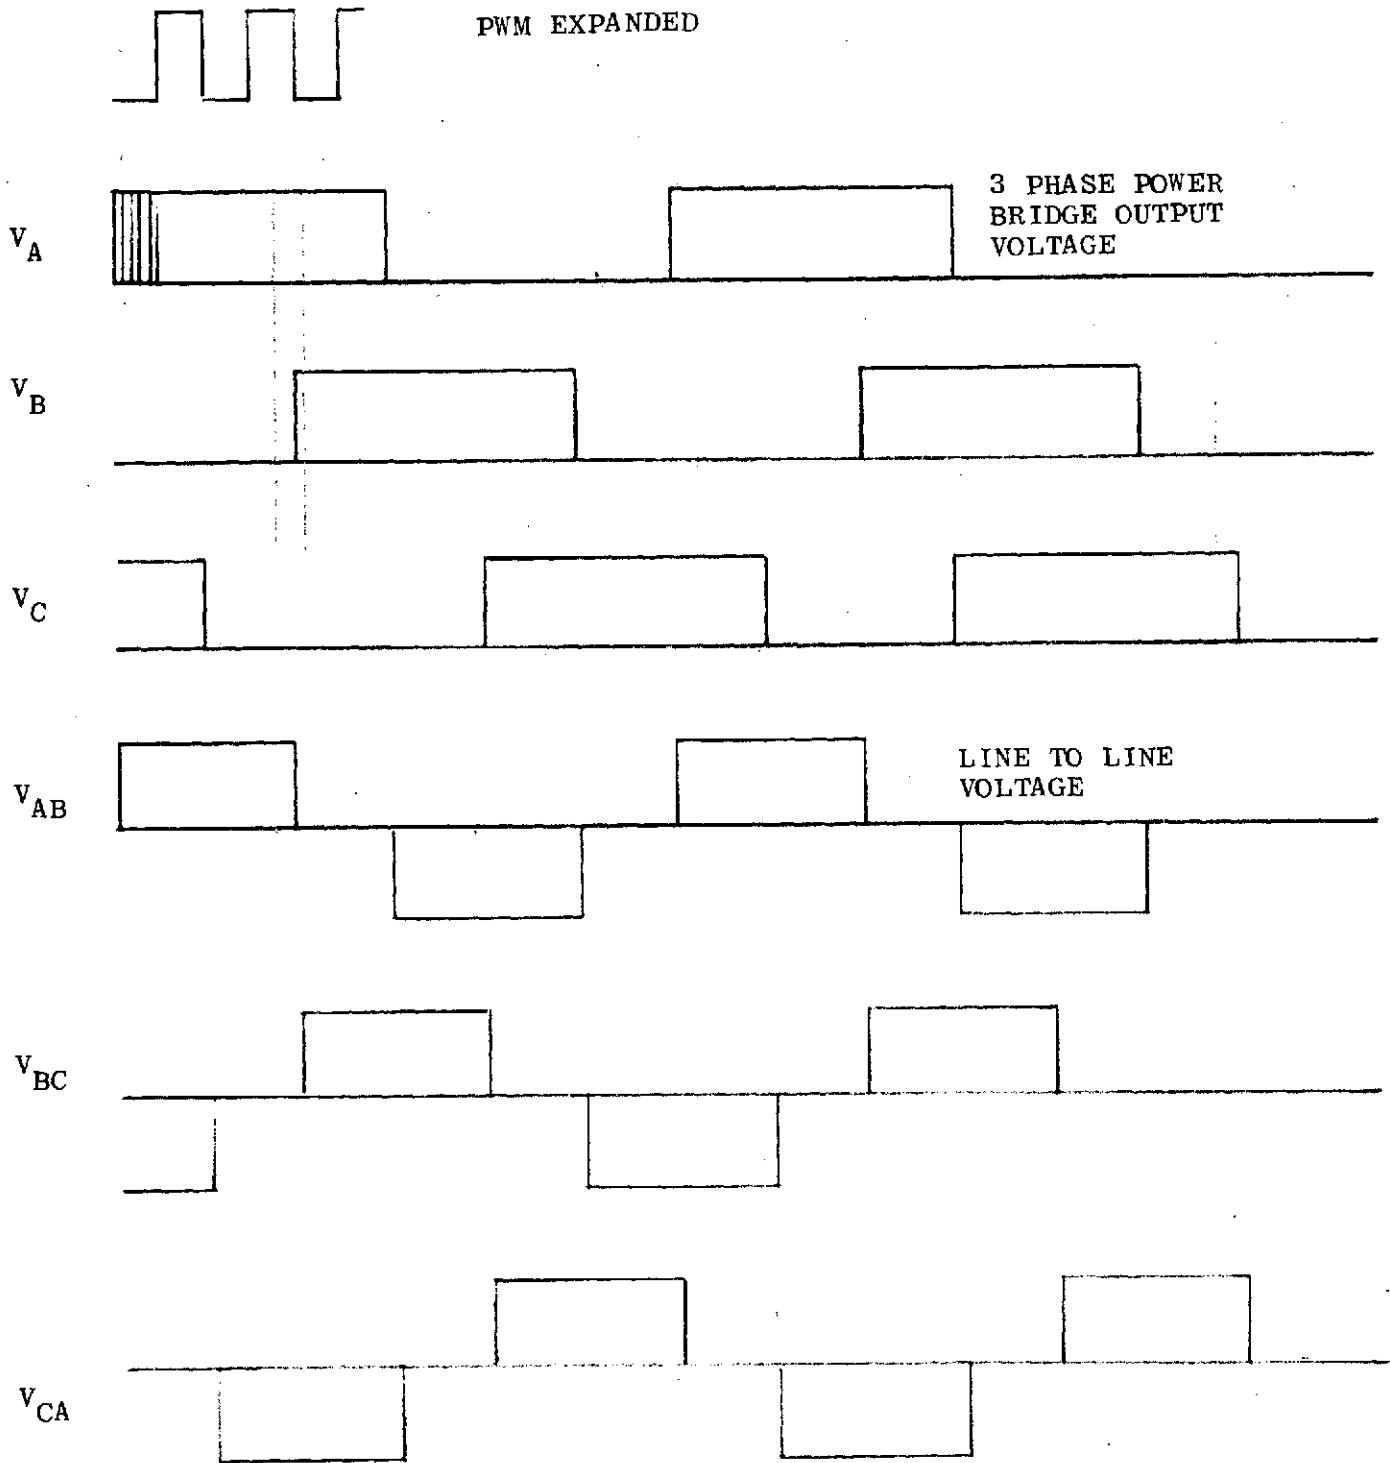 PWM EXPANDED
3 PHASE POWER
BRIDGE OUTPUT
VOLTAGE
VA
VB
VC
LINE TO LINE
VOLTAGE
VAB
VBC
VCA